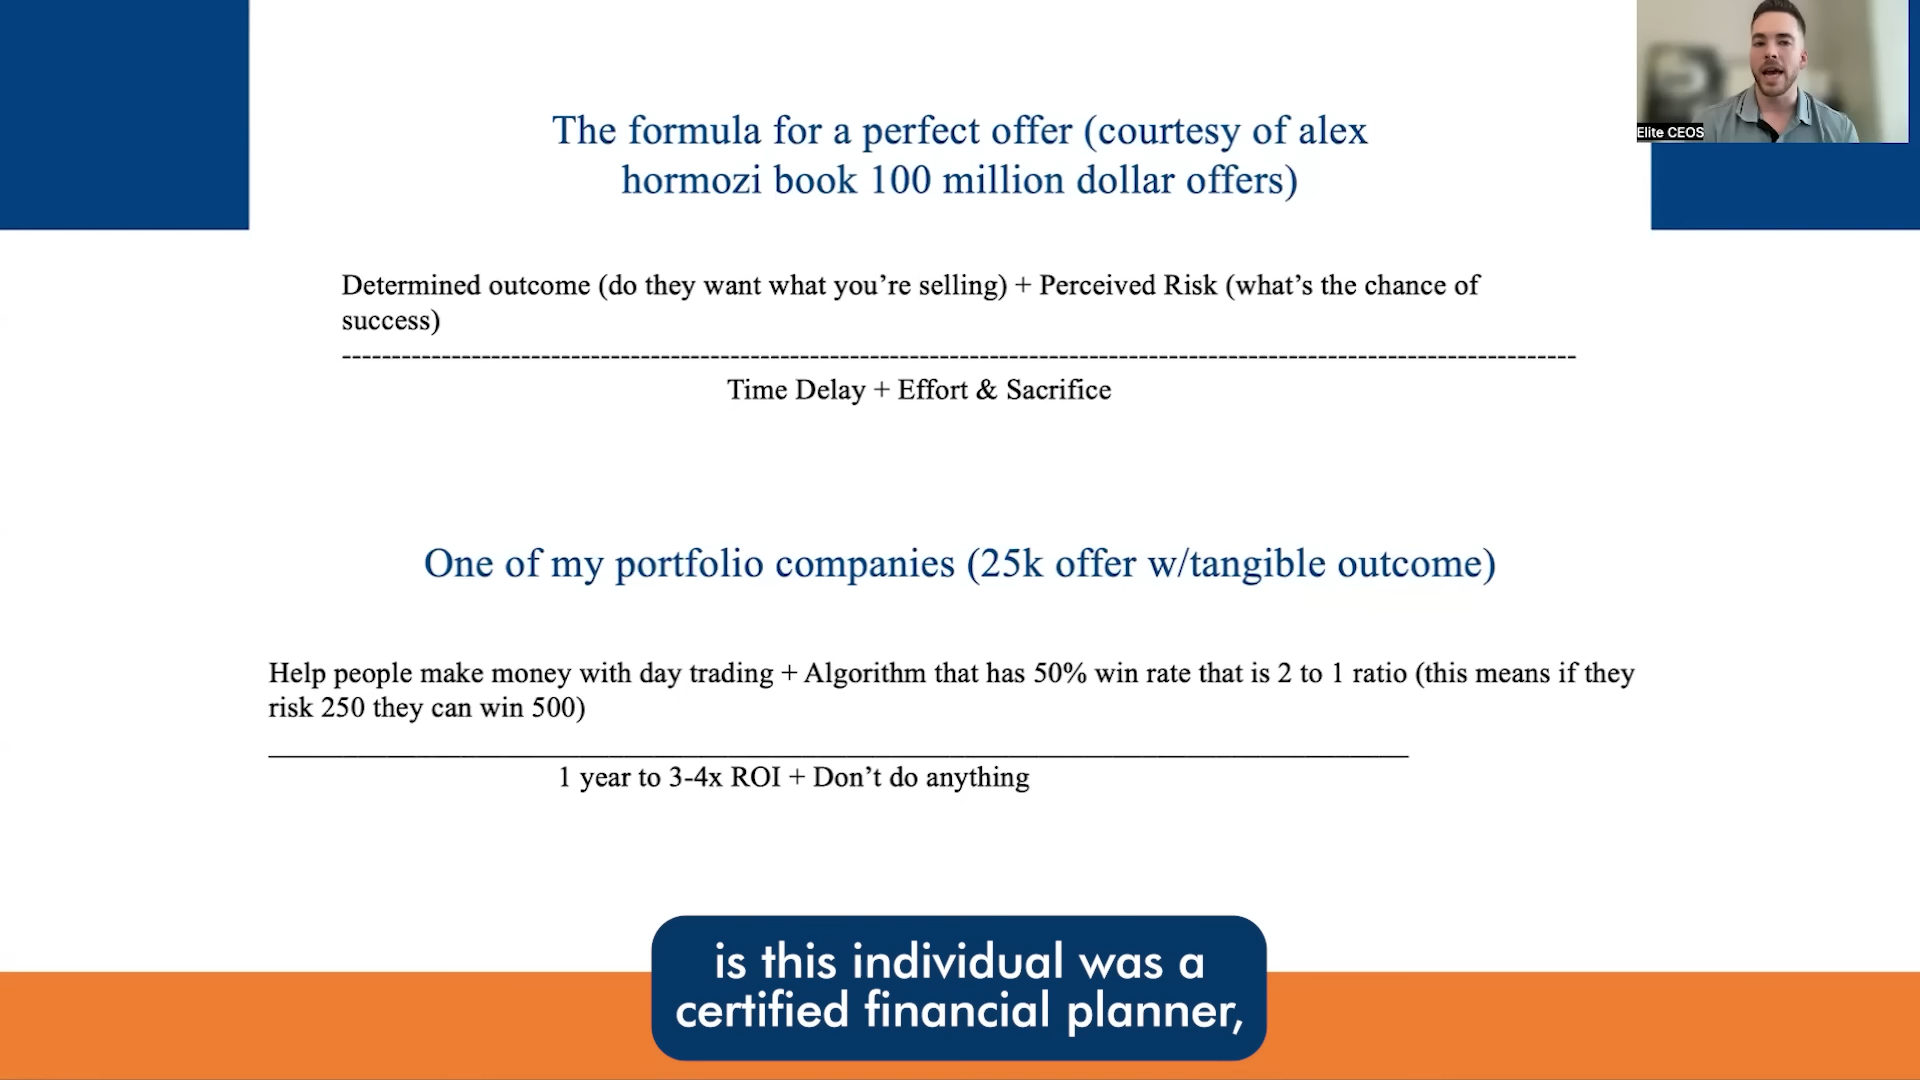 Elite CEOS
The formula for a perfect offer (courtesy of alex
hormozi book 100 million dollar offers)
Determined outcome (do they want what you’re selling) + Perceived Risk (what’s the chance of
success)
Time Delay + Effort & Sacrifice
One of my portfolio companies (25k offer w/tangible outcome)
Help people make money with day trading + Algorithm that has 50% win rate that is 2 to 1 ratio (this means if they
risk 250 they can win 500)
1 year to 3-4x ROI + Don’t do anything
is this individual was a
certified financial planner,